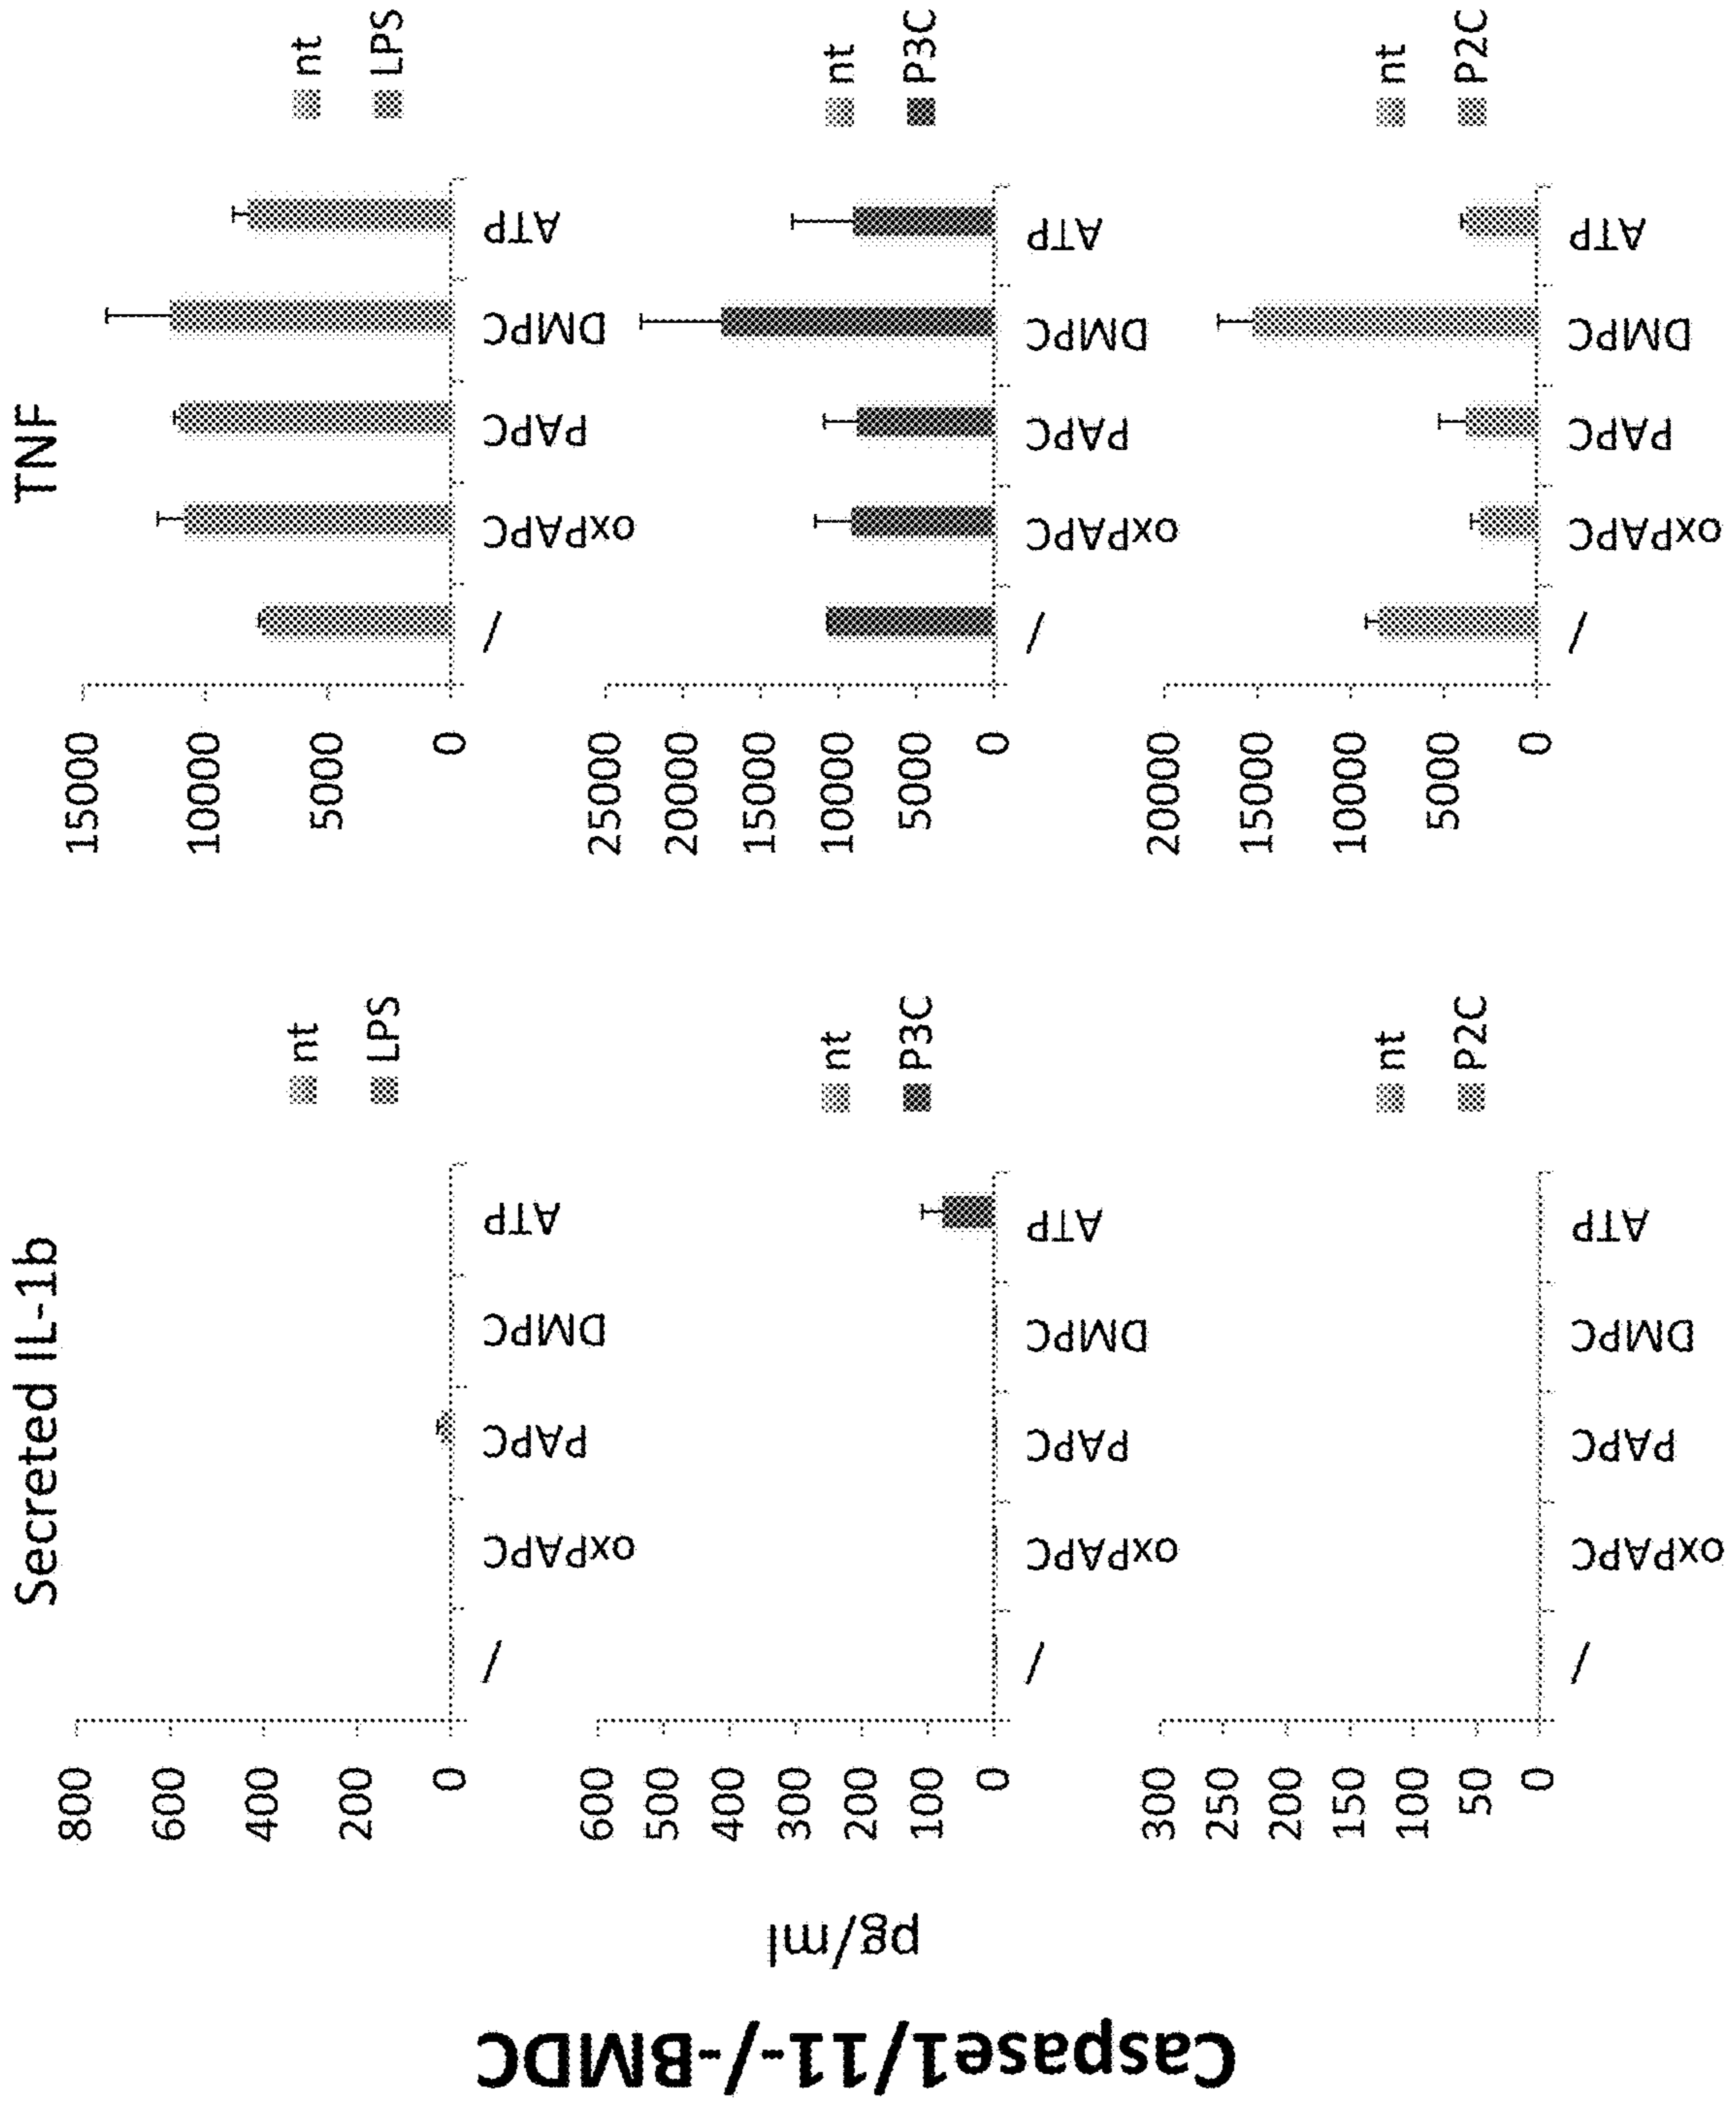 Caspase1/11-/-BMDC
pg/ml
Secreted IL-1b
800
600
400
200
0
/
oxPAPC
PAPC
DMPC
ATP
nt
LPS
600
500
400
300
200
100
0
/
oxPAPC
PAPC
DMPC
ATP
nt
P3C
300
250
200
150
100
50
0
/
oxPAPC
PAPC
DMPC
ATP
nt
P2C
TNF
15000
10000
5000
0
/
oxPAPC
PAPC
DMPC
ATP
nt
LPS
25000
20000
15000
10000
5000
0
/
oxPAPC
PAPC
DMPC
ATP
nt
P3C
20000
15000
10000
5000
0
/
oxPAPC
PAPC
DMPC
ATP
nt
P2C